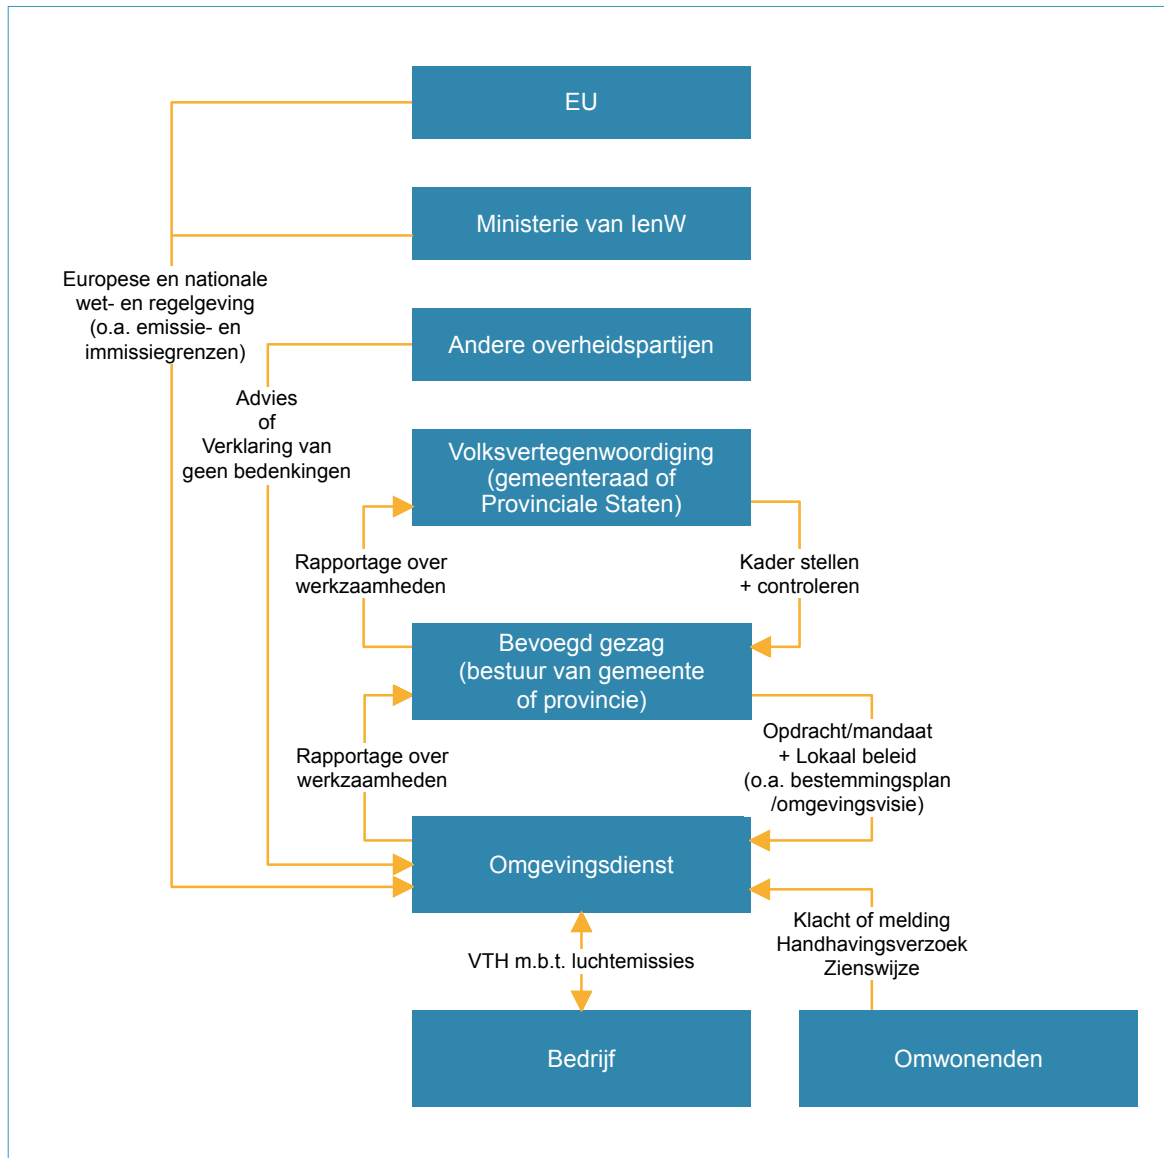 EU
Ministerie van IenW
Europese en nationale
wet- en regelgeving
(o.a. emissie- en
immissiegrenzen)
Andere overheidspartijen
Advies
of
Verklaring van
geen bedenkingen
Volksvertegenwoordiging
(gemeenteraad of
Provinciale Staten)
Rapportage over
werkzaamheden
Kader stellen
+ controleren
Bevoegd gezag
(bestuur van gemeente
of provincie)
Rapportage over
werkzaamheden
Opdracht/mandaat
+ Lokaal beleid
(o.a. bestemmingsplan
/omgevingsvisie)
Omgevingsdienst
Klacht of melding
Handhavingsverzoek
Zienswijze
VTH m.b.t. luchtemissies
Bedrijf
Omwonenden